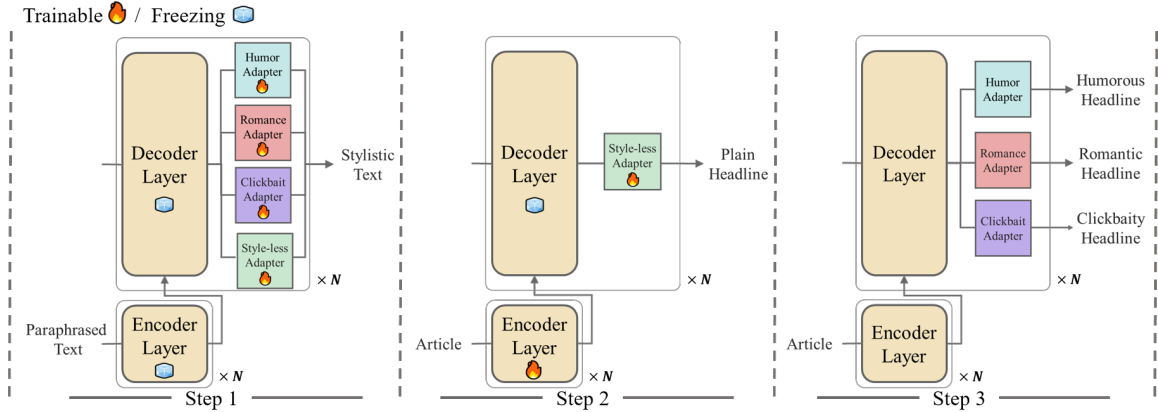 Trainable / Freezing
Decoder
Layer
Humor
Adapter
Romance
Adapter
Clickbait
Adapter
Style-less
Adapter
Stylistic
Text
× N
Paraphrased
Text
Encoder
Layer
× N
Step 1
Decoder
Layer
Style-less
Adapter
Plain
Headline
× N
Article
Encoder
Layer
× N
Step 2
Decoder
Layer
Humor
Adapter
Humorous
Headline
Romance
Adapter
Romantic
Headline
Clickbait
Adapter
Clickbaity
Headline
× N
Article
Encoder
Layer
× N
Step 3